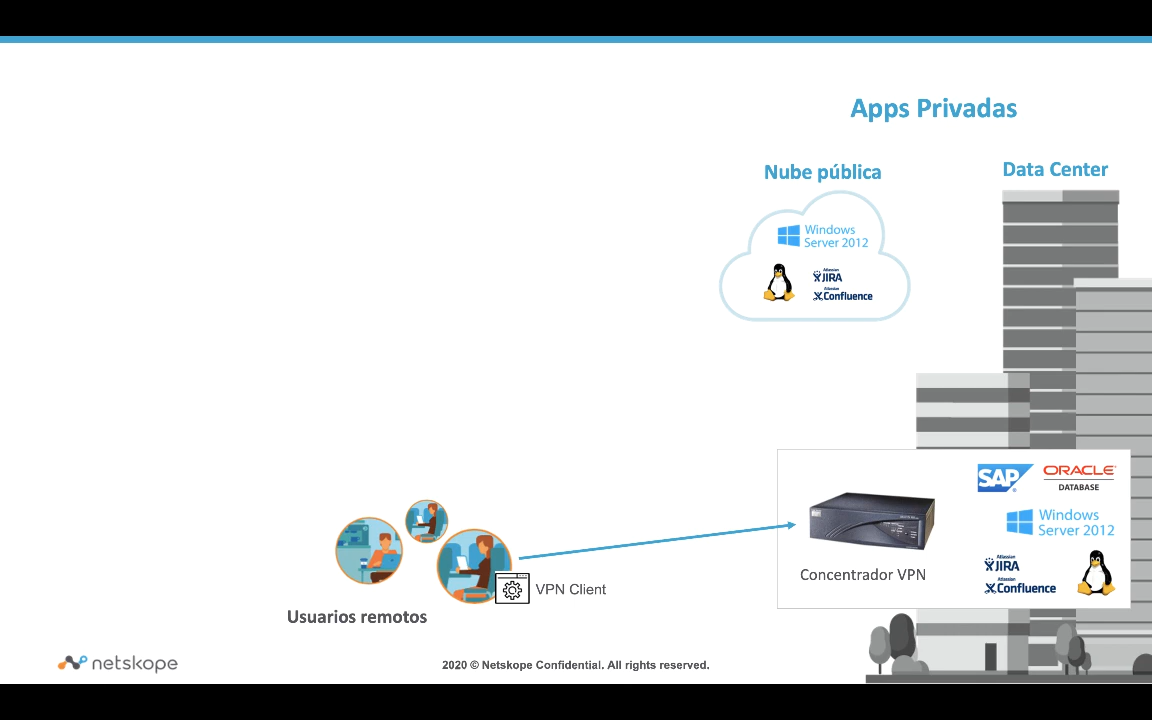 Apps Privadas
Nube pública
Data Center
Windows
Server 2012
Atlassian
JIRA
Atlassian
Confluence
SAP
ORACLE
DATABASE
Windows
Server 2012
Atlassian
JIRA
Atlassian
Confluence
Concentrador VPN
VPN Client
Usuarios remotos
netskope
2020 © Netskope Confidential. All rights reserved.